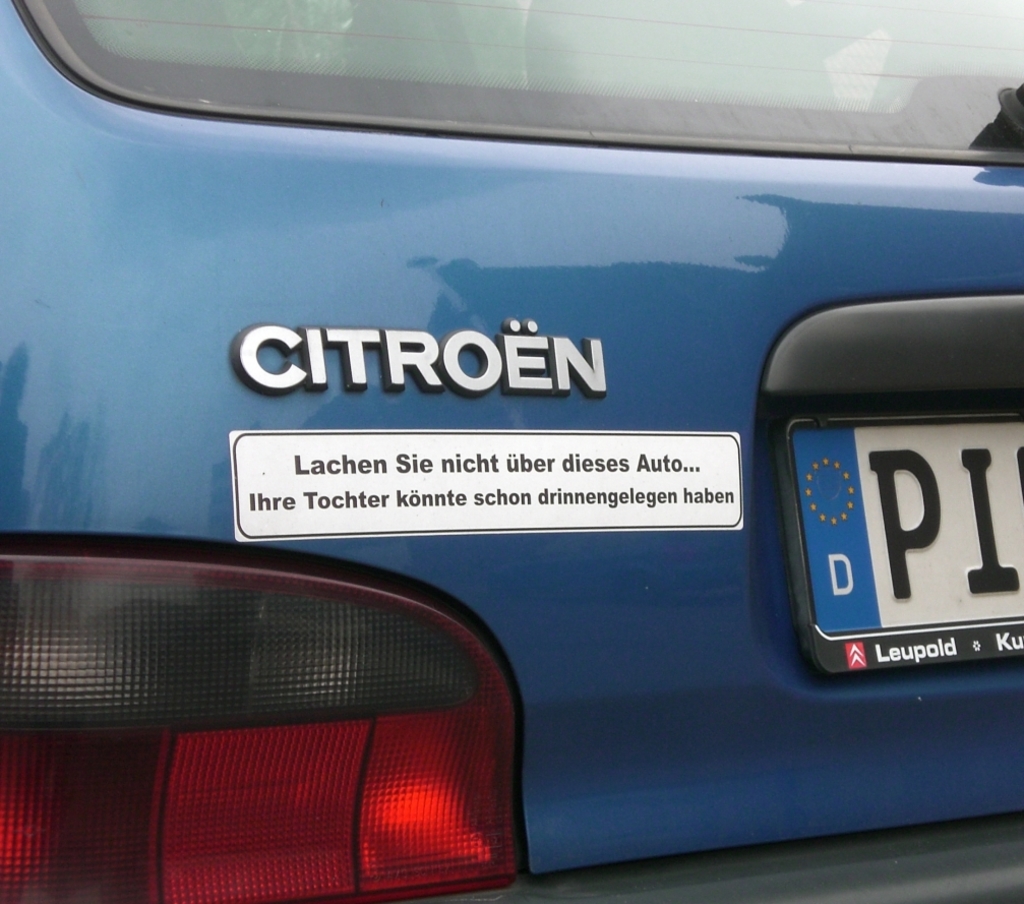 CITROËN
Lachen Sie nicht über dieses Auto...
Ihre Tochter könnte schon drinnengelegen haben
D PI
Leupold